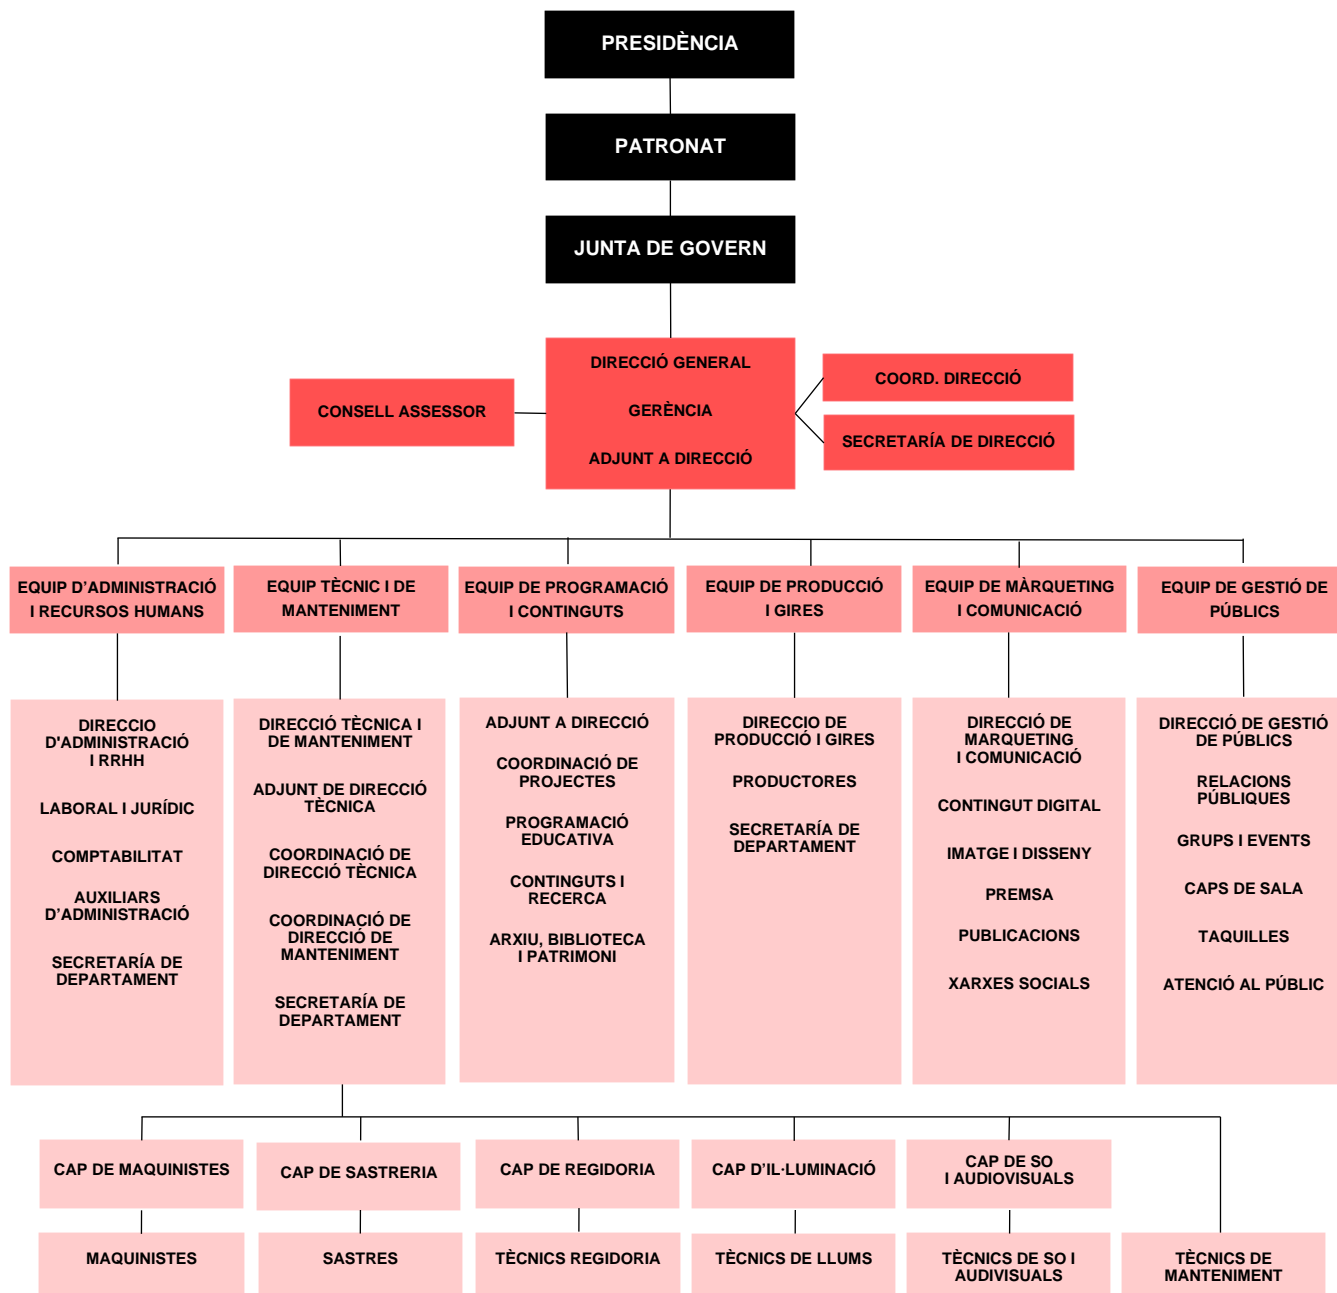 PRESIDÈNCIA
PATRONAT
JUNTA DE GOVERN
DIRECCIÓ GENERAL
GERÈNCIA
ADJUNT A DIRECCIÓ
CONSELL ASSESSOR
COORD. DIRECCIÓ
SECRETARÍA DE DIRECCIÓ
EQUIP D’ADMINISTRACIÓ
I RECURSOS HUMANS
EQUIP TÈCNIC I DE
MANTENIMENT
EQUIP DE PROGRAMACIÓ
I CONTINGUTS
EQUIP DE PRODUCCIÓ
I GIRES
EQUIP DE MÀRQUETING
I COMUNICACIÓ
EQUIP DE GESTIÓ DE
PÚBLICS
DIRECCIO
D'ADMINISTRACIÓ
I RRHH
LABORAL I JURÍDIC
COMPTABILITAT
AUXILIARS
D’ADMINISTRACIÓ
SECRETARÍA DE
DEPARTAMENT
DIRECCIÓ TÈCNICA I
DE MANTENIMENT
ADJUNT DE DIRECCIÓ
TÈCNICA
COORDINACIÓ DE
DIRECCIÓ TÈCNICA
COORDINACIÓ DE
DIRECCIÓ DE
MANTENIMENT
SECRETARÍA DE
DEPARTAMENT
ADJUNT A DIRECCIÓ
COORDINACIÓ DE
PROJECTES
PROGRAMACIÓ
EDUCATIVA
CONTINGUTS I
RECERCA
ARXIU, BIBLIOTECA
I PATRIMONI
DIRECCIO DE
PRODUCCIÓ I GIRES
PRODUCTORES
SECRETARÍA DE
DEPARTAMENT
DIRECCIÓ DE
MARQUETING
I COMUNICACIÓ
CONTINGUT DIGITAL
IMATGE I DISSENY
PREMSA
PUBLICACIONS
XARXES SOCIALS
DIRECCIÓ DE GESTIÓ
DE PÚBLICS
RELACIONS
PÚBLIQUES
GRUPS I EVENTS
CAPS DE SALA
TAQUILLES
ATENCIÓ AL PÚBLIC
CAP DE MAQUINISTES
CAP DE SASTRERIA
CAP DE REGIDORIA
CAP D’IL·LUMINACIÓ
CAP DE SO
I AUDIOVISUALS
MAQUINISTES
SASTRES
TÈCNICS REGIDORIA
TÈCNICS DE LLUMS
TÈCNICS DE SO I
AUDIVISUALS
TÈCNICS DE
MANTENIMENT